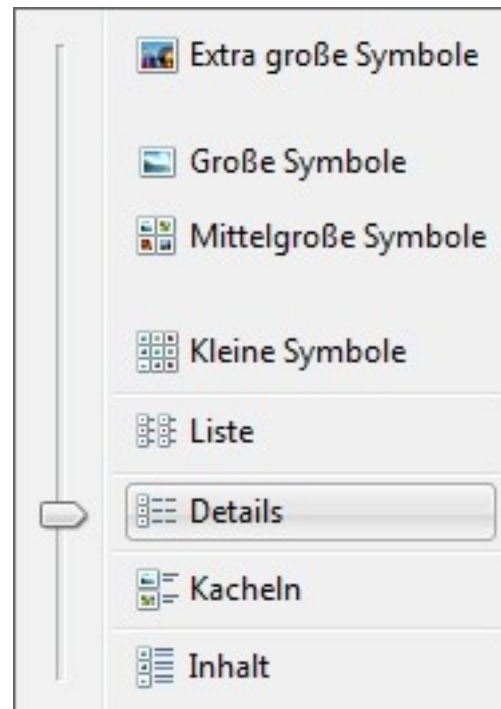 Extra große Symbole
Große Symbole
Mittelgroße Symbole
Kleine Symbole
Liste
Details
Kacheln
Inhalt